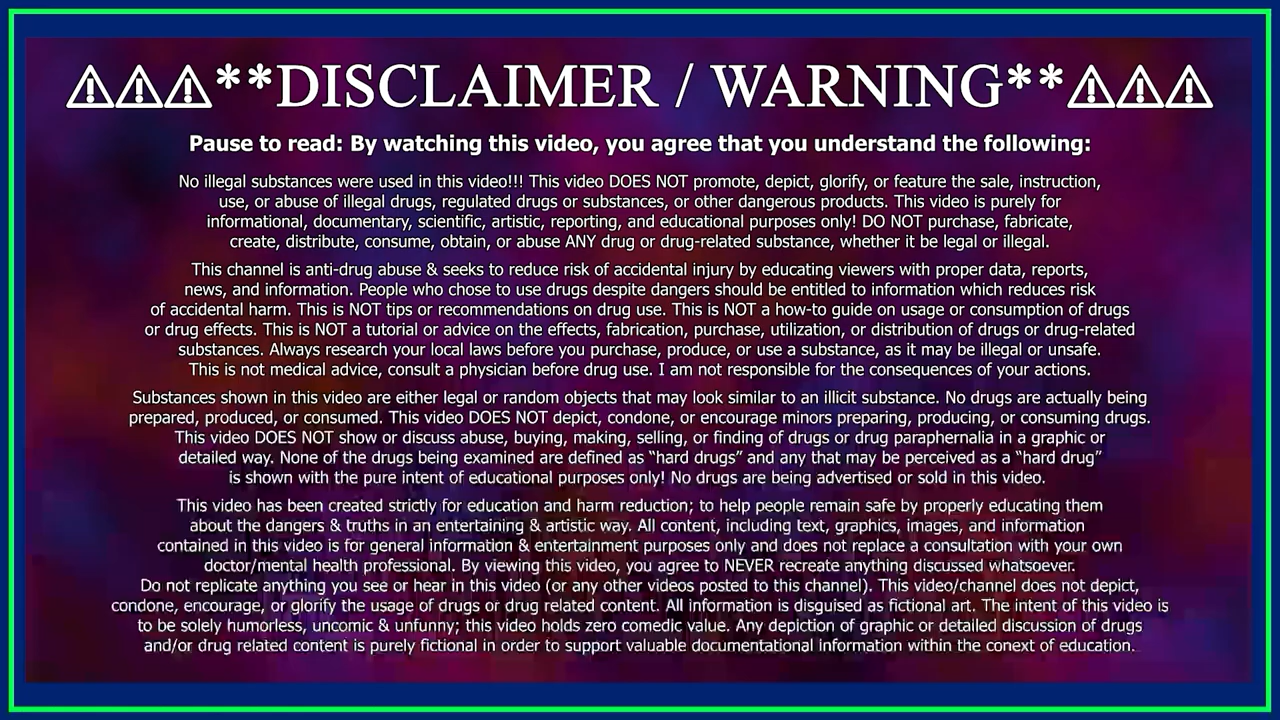 ⚠⚠⚠**DISCLAIMER / WARNING**⚠⚠⚠
Pause to read: By watching this video, you agree that you understand the following:
No illegal substances were used in this video!!! This video DOES NOT promote, depict, glorify, or feature the sale, instruction,
use, or abuse of illegal drugs, regulated drugs or substances, or other dangerous products. This video is purely for
informational, documentary, scientific, artistic, reporting, and educational purposes only! DO NOT purchase, fabricate,
create, distribute, consume, obtain, or abuse ANY drug or drug-related substance, whether it be legal or illegal.
This channel is anti-drug abuse & seeks to reduce risk of accidental injury by educating viewers with proper data, reports,
news, and information. People who chose to use drugs despite dangers should be entitled to information which reduces risk
of accidental harm. This is NOT tips or recommendations on drug use. This is NOT a how-to guide on usage or consumption of drugs
or drug effects. This is NOT a tutorial or advice on the effects, fabrication, purchase, utilization, or distribution of drugs or drug-related
substances. Always research your local laws before you purchase, produce, or use a substance, as it may be illegal or unsafe.
This is not medical advice, consult a physician before drug use. I am not responsible for the consequences of your actions.
Substances shown in this video are either legal or random objects that may look similar to an illicit substance. No drugs are actually being
prepared, produced, or consumed. This video DOES NOT depict, condone, or encourage minors preparing, producing, or consuming drugs.
This video DOES NOT show or discuss abuse, buying, making, selling, or finding of drugs or drug paraphernalia in a graphic or
detailed way. None of the drugs being examined are defined as “hard drugs” and any that may be perceived as a “hard drug”
is shown with the pure intent of educational purposes only! No drugs are being advertised or sold in this video.
This video has been created strictly for education and harm reduction; to help people remain safe by properly educating them
about the dangers & truths in an entertaining & artistic way. All content, including text, graphics, images, and information
contained in this video is for general information & entertainment purposes only and does not replace a consultation with your own
doctor/mental health professional. By viewing this video, you agree to NEVER recreate anything discussed whatsoever.
Do not replicate anything you see or hear in this video (or any other videos posted to this channel). This video/channel does not depict,
condone, encourage, or glorify the usage of drugs or drug related content. All information is disguised as fictional art. The intent of this video is
to be solely humorless, uncomic & unfunny; this video holds zero comedic value. Any depiction of graphic or detailed discussion of drugs
and/or drug related content is purely fictional in order to support valuable documentational information within the conext of education.